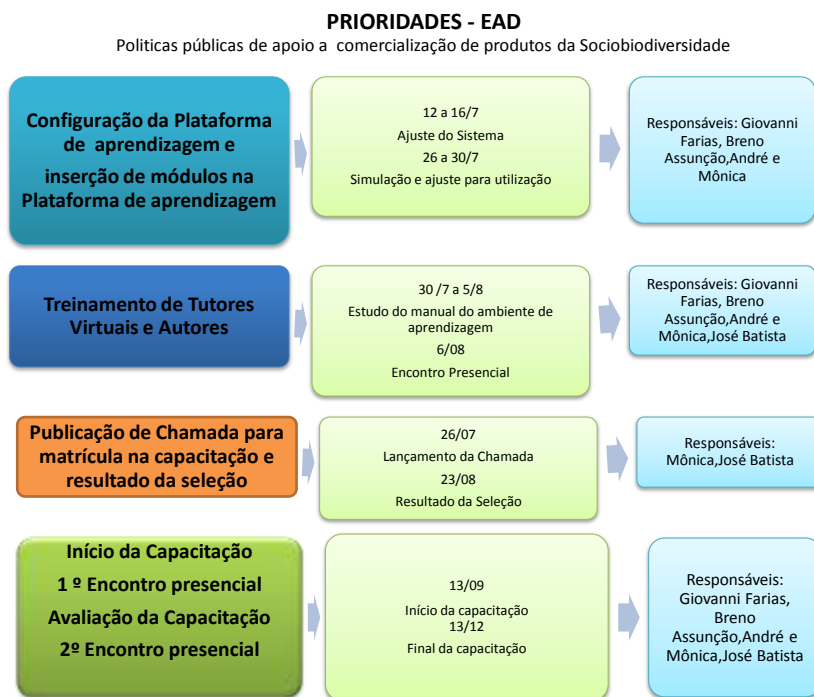 PRIORIDADES - EAD
Politicas públicas de apoio a comercialização de produtos da Sociobiodiversidade
Configuração da Plataforma
de aprendizagem e
inserção de módulos na
Plataforma de aprendizagem
12 a 16/7
Ajuste do Sistema
26 a 30/7
Simulação e ajuste para utilização
Responsáveis: Giovanni
Farias, Breno
Assunção,André e
Mônica
Treinamento de Tutores
Virtuais e Autores
30 /7 a 5/8
Estudo do manual do ambiente de
aprendizagem
6/08
Encontro Presencial
Responsáveis: Giovanni
Farias, Breno
Assunção,André e
Mônica,José Batista
Publicação de Chamada para
matrícula na capacitação e
resultado da seleção
26/07
Lançamento da Chamada
23/08
Resultado da Seleção
Responsáveis:
Mônica,José Batista
Início da Capacitação
1 º Encontro presencial
Avaliação da Capacitação
2º Encontro presencial
13/09
Início da capacitação
13/12
Final da capacitação
Responsáveis:
Giovanni Farias,
Breno
Assunção,André e
Mônica,José Batista